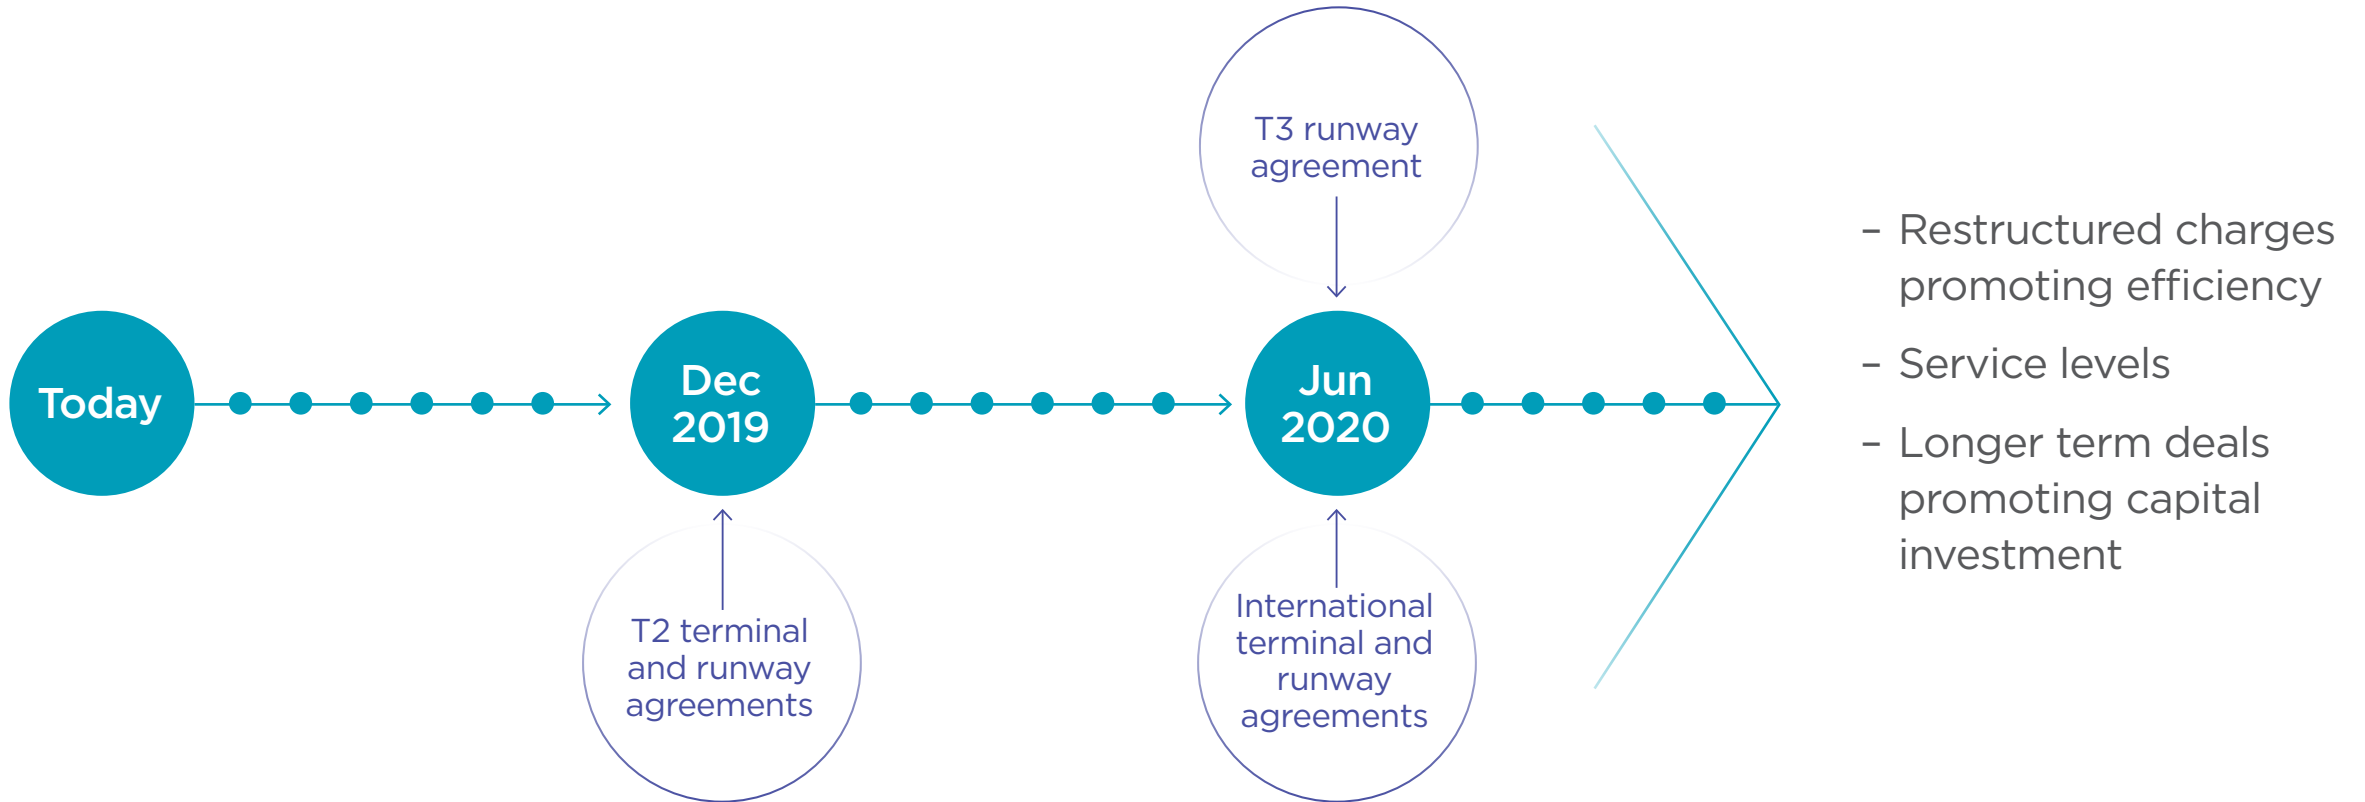 Today
Dec
2019
T2 terminal
and runway
agreements
T3 runway
agreement
Jun
2020
International
terminal and
runway
agreements
– Restructured charges
promoting efficiency
– Service levels
– Longer term deals
promoting capital
investment